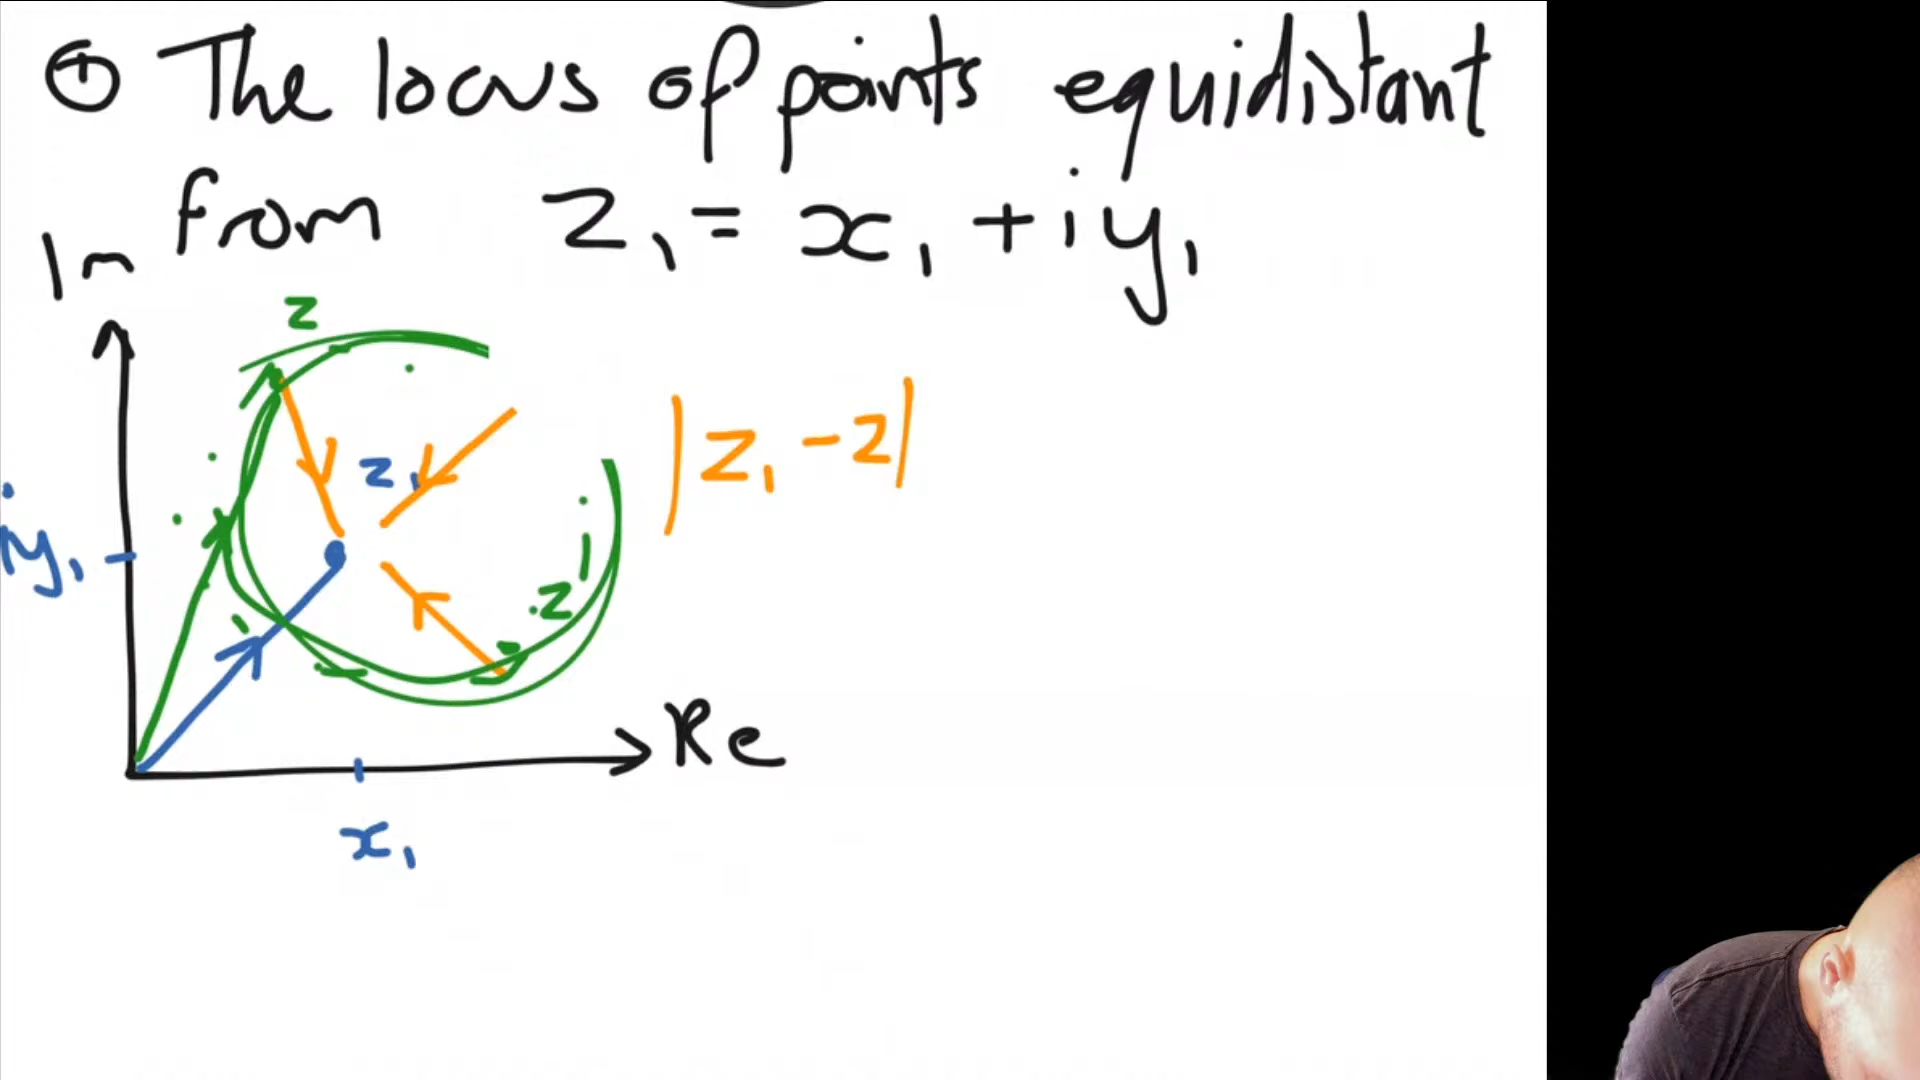 ① The locus of points equidistant
from z₁ = x₁ + iy₁
Im
z
z₁
|z₁ - z|
iy₁
z
Re
x₁